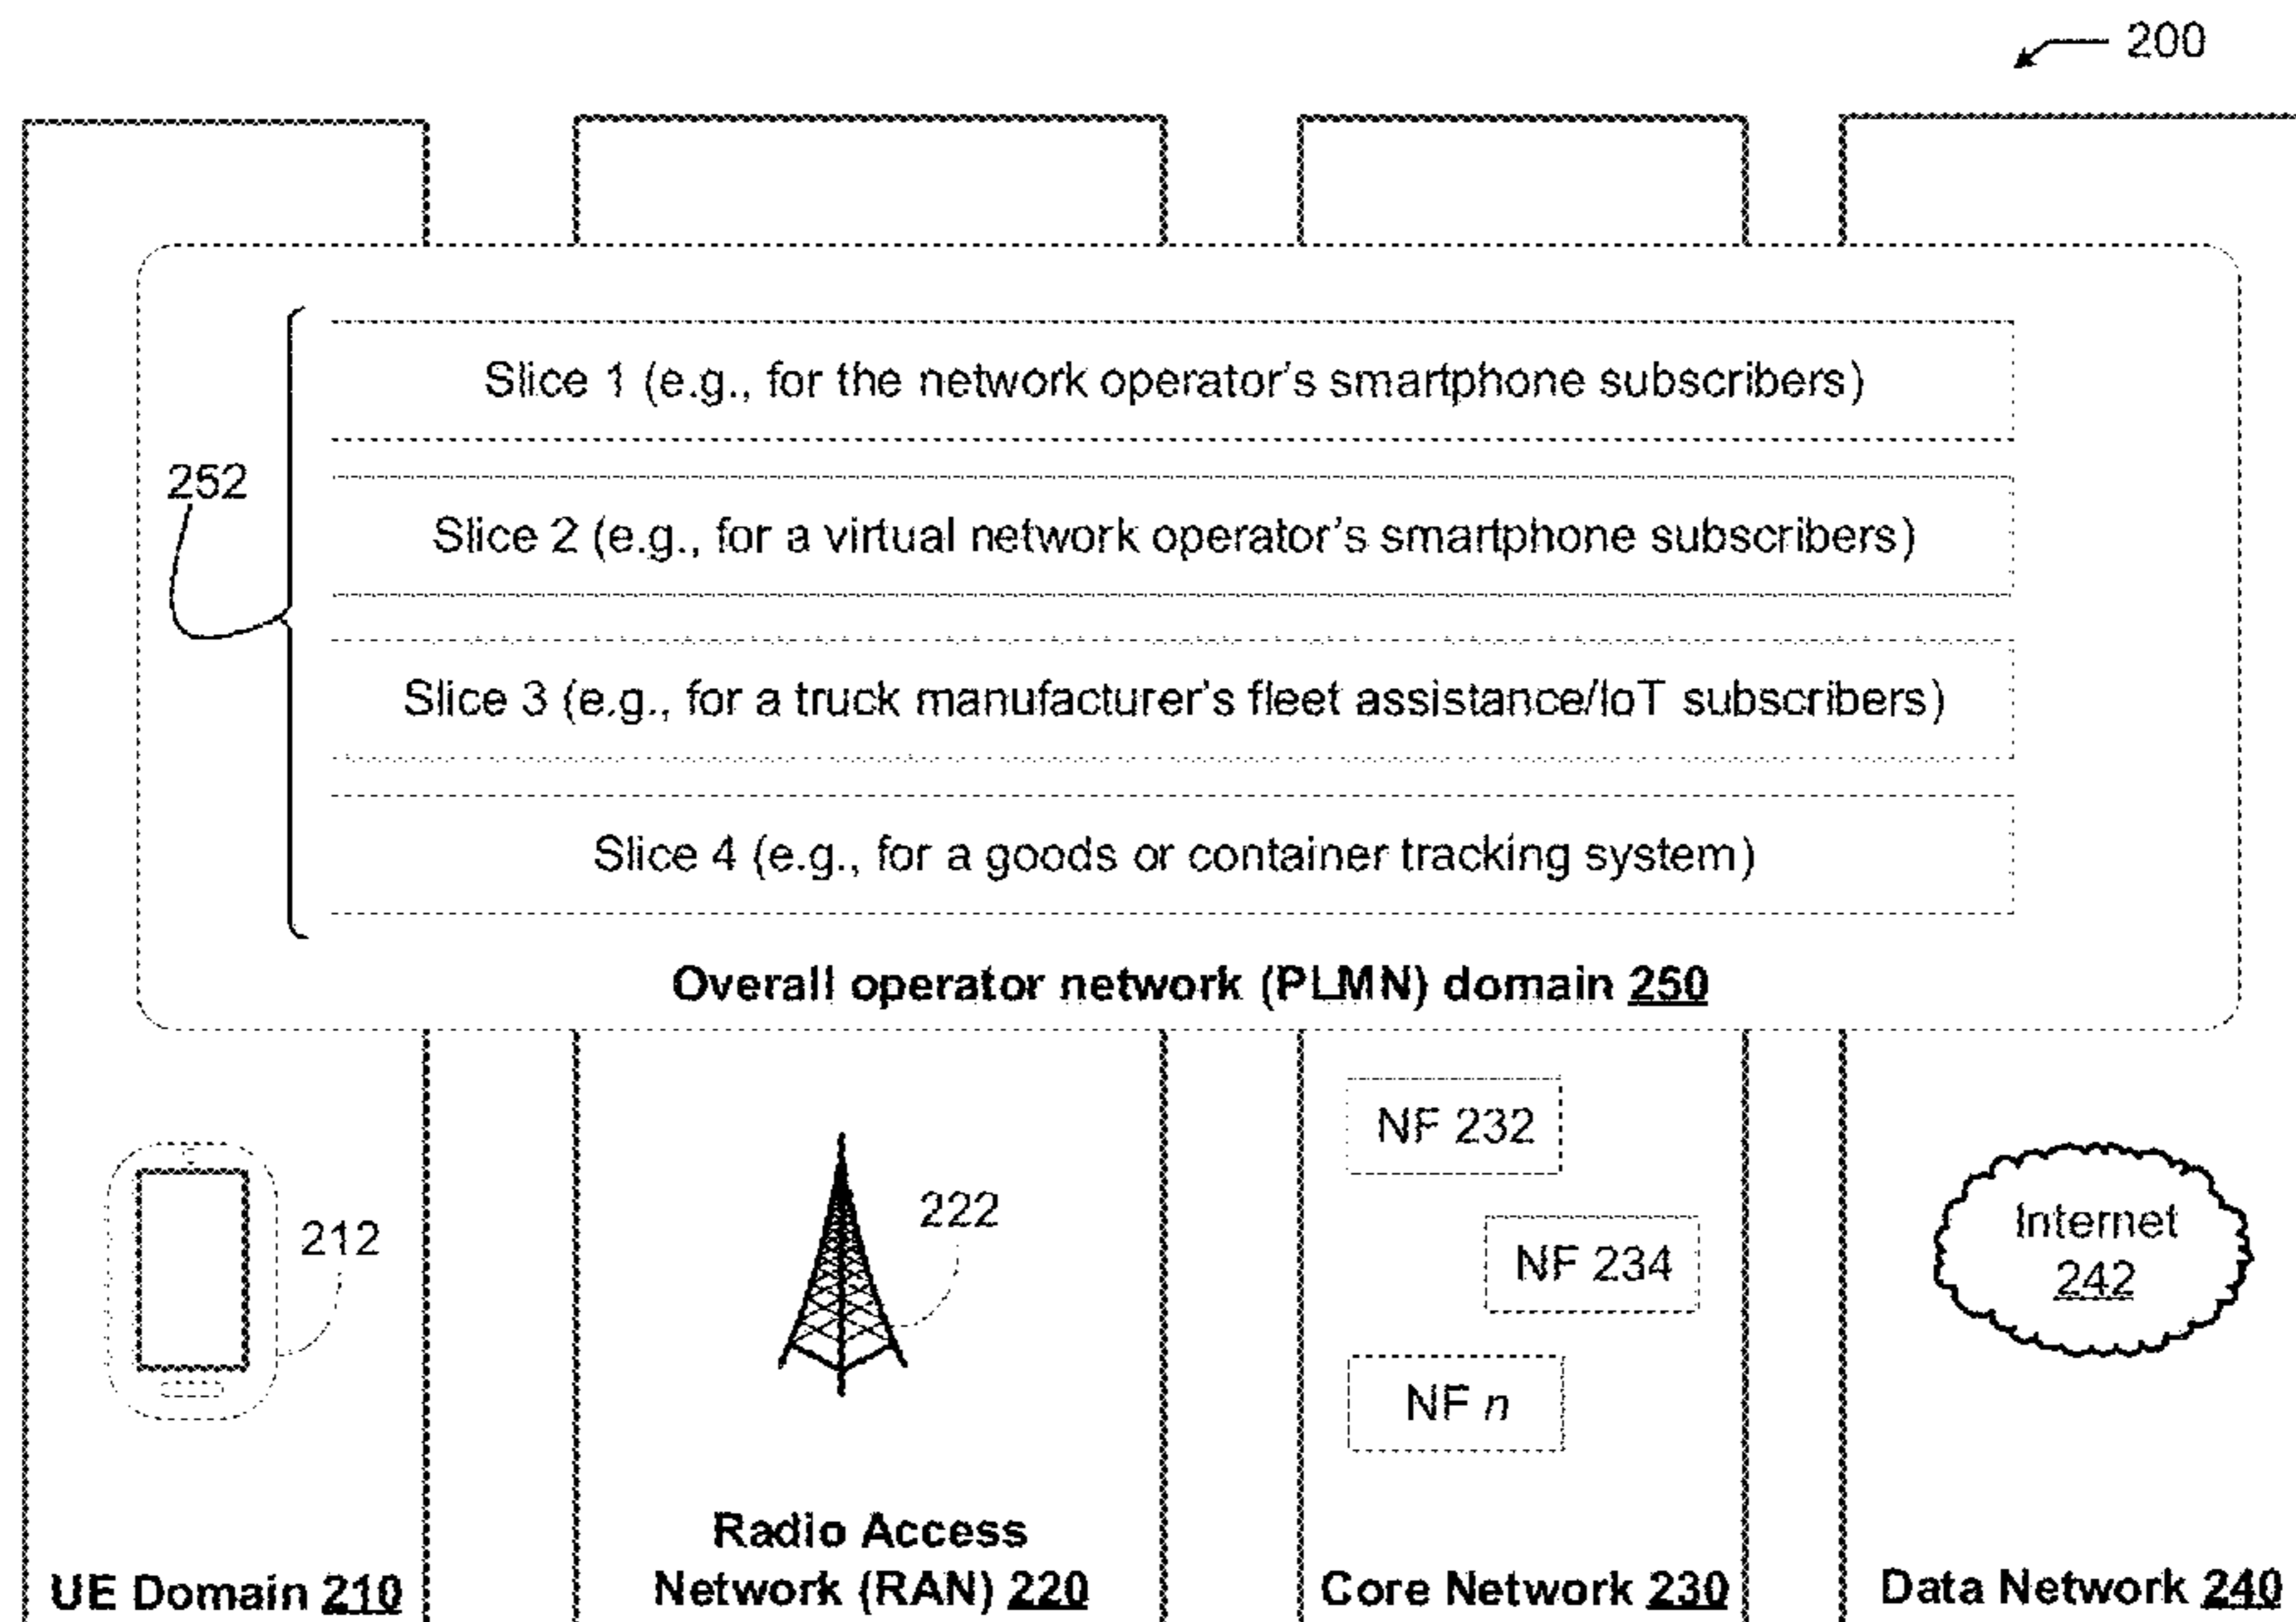 200
Slice 1 (e.g., for the network operator's smartphone subscribers)
252
Slice 2 (e.g., for a virtual network operator's smartphone subscribers)
Slice 3 (e.g., for a truck manufacturer's fleet assistance/IoT subscribers)
Slice 4 (e.g., for a goods or container tracking system)
Overall operator network (PLMN) domain 250
212
222
NF 232
NF 234
NF n
Internet
242
UE Domain 210
Radio Access
Network (RAN) 220
Core Network 230
Data Network 240